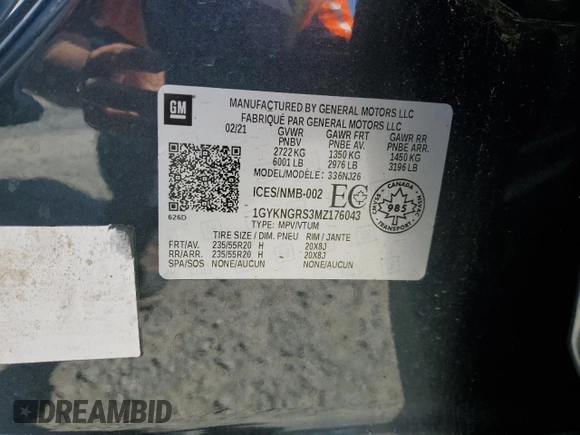 GM
MANUFACTURED BY GENERAL MOTORS LLC
FABRIQUÉ PAR GENERAL MOTORS LLC
02/21 GVWR GAWR FRT GAWR RR
PNBV PNBE AV. PNBE ARR.
2722 KG 1350 KG 1450 KG
6001 LB 2976 LB 3196 LB
MODEL/MODÈLE: 336NJ26
ICES/NMB-002 EC
626D
1GYKNGRS3MZ176043
TYPE: MPV/VTUM
CMVSS NSVAC
985
TRANSPORT
TIRE SIZE / DIM. PNEU RIM / JANTE
FRT/AV. 235/55R20 H 20X8J
RR/ARR. 235/55R20 H 20X8J
SPA/SOS NONE/AUCUN NONE/AUCUN
DREAMBID